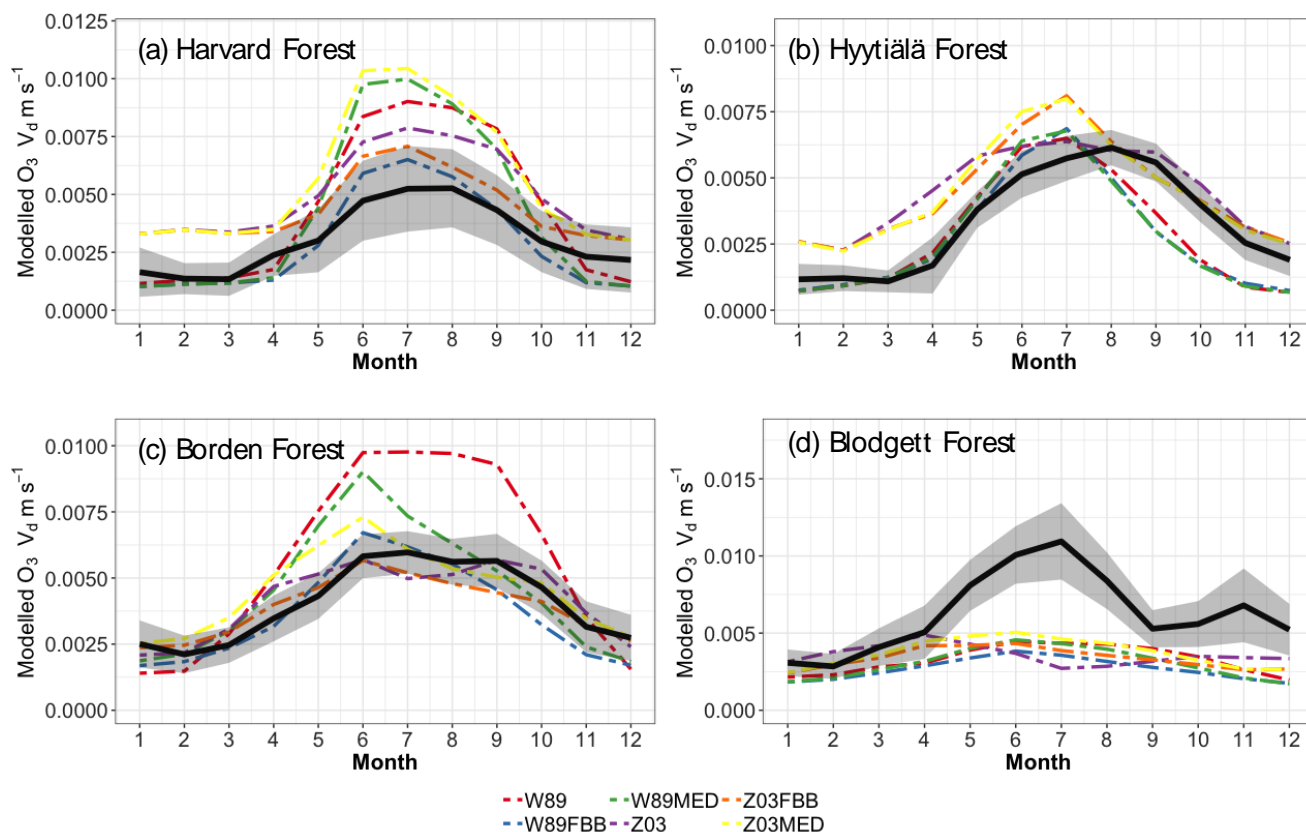 (a) Harvard Forest
Modelled O₃ V_d m s⁻¹
0.0125
0.0100
0.0075
0.0050
0.0025
0.0000
1 2 3 4 5 6 7 8 9 10 11 12
Month
(b) Hyytiälä Forest
Modelled O₃ V_d m s⁻¹
0.0100
0.0075
0.0050
0.0025
0.0000
1 2 3 4 5 6 7 8 9 10 11 12
Month
(c) Borden Forest
Modelled O₃ V_d m s⁻¹
0.0100
0.0075
0.0050
0.0025
0.0000
1 2 3 4 5 6 7 8 9 10 11 12
Month
(d) Blodgett Forest
Modelled O₃ V_d m s⁻¹
0.015
0.010
0.005
0.000
1 2 3 4 5 6 7 8 9 10 11 12
Month
W89 W89MED Z03FBB
W89FBB Z03 Z03MED